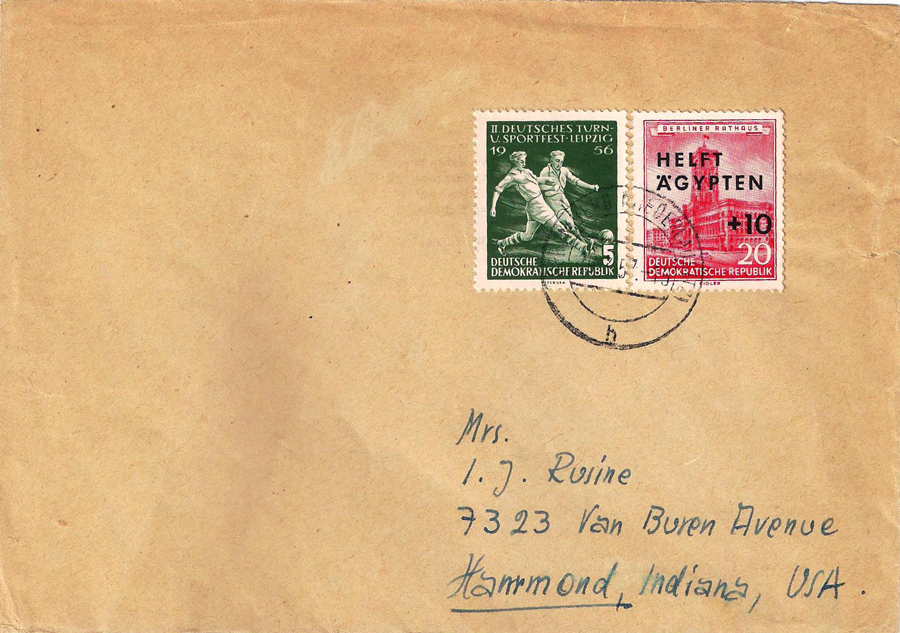 II. DEUTSCHES TURN-
U. SPORTFEST·LEIPZIG
19 56
5
DEUTSCHE
DEMOKRATISCHE REPUBLIK
BERLINER RATHAUS
HELFT
ÄGYPTEN
+10
20
DEUTSCHE
DEMOKRATISCHE REPUBLIK
h
Mrs.
I. J. Rusine
7323 Van Buren Avenue
Hammond, Indiana, USA.